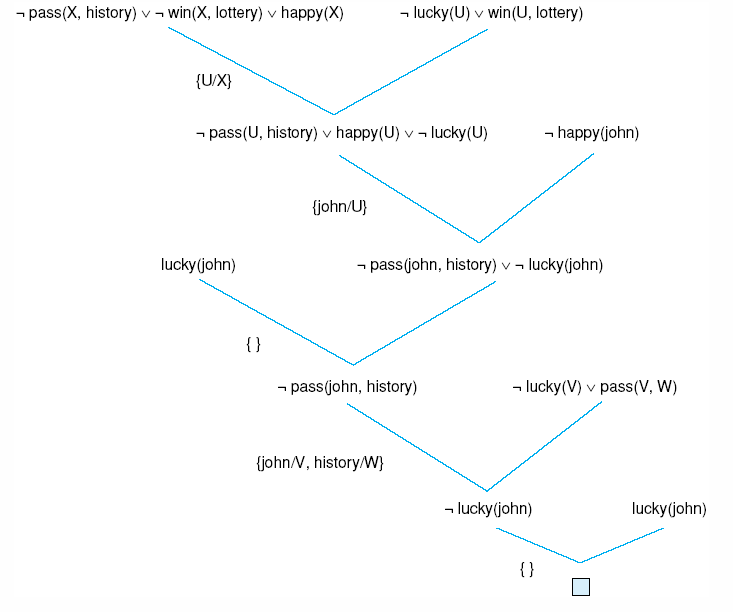 ¬ pass(X, history) ∨ ¬ win(X, lottery) ∨ happy(X) ¬ lucky(U) ∨ win(U, lottery)
{U/X}
¬ pass(U, history) ∨ happy(U) ∨ ¬ lucky(U) ¬ happy(john)
{john/U}
lucky(john) ¬ pass(john, history) ∨ ¬ lucky(john)
{ }
¬ pass(john, history) ¬ lucky(V) ∨ pass(V, W)
{john/V, history/W}
¬ lucky(john) lucky(john)
{ }